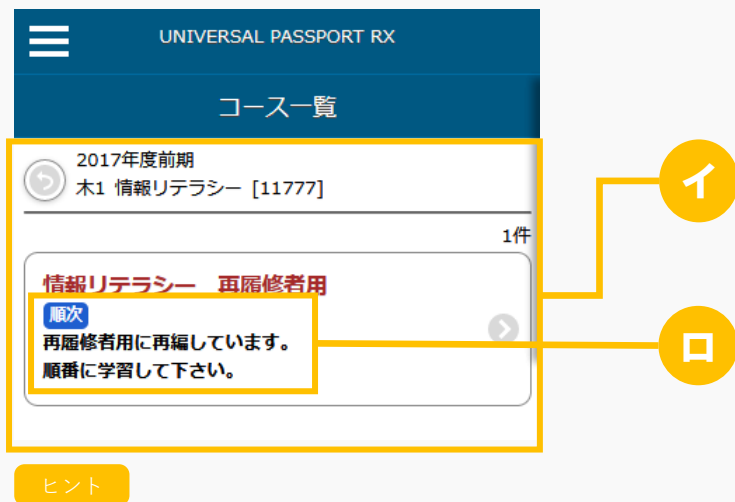 UNIVERSAL PASSPORT RX
コース一覧
2017年度前期
木1 情報リテラシー [11777]
1件
情報リテラシー　再履修者用
順次
再履修者用に再編しています。
順番に学習して下さい。
イ
ロ
ヒント